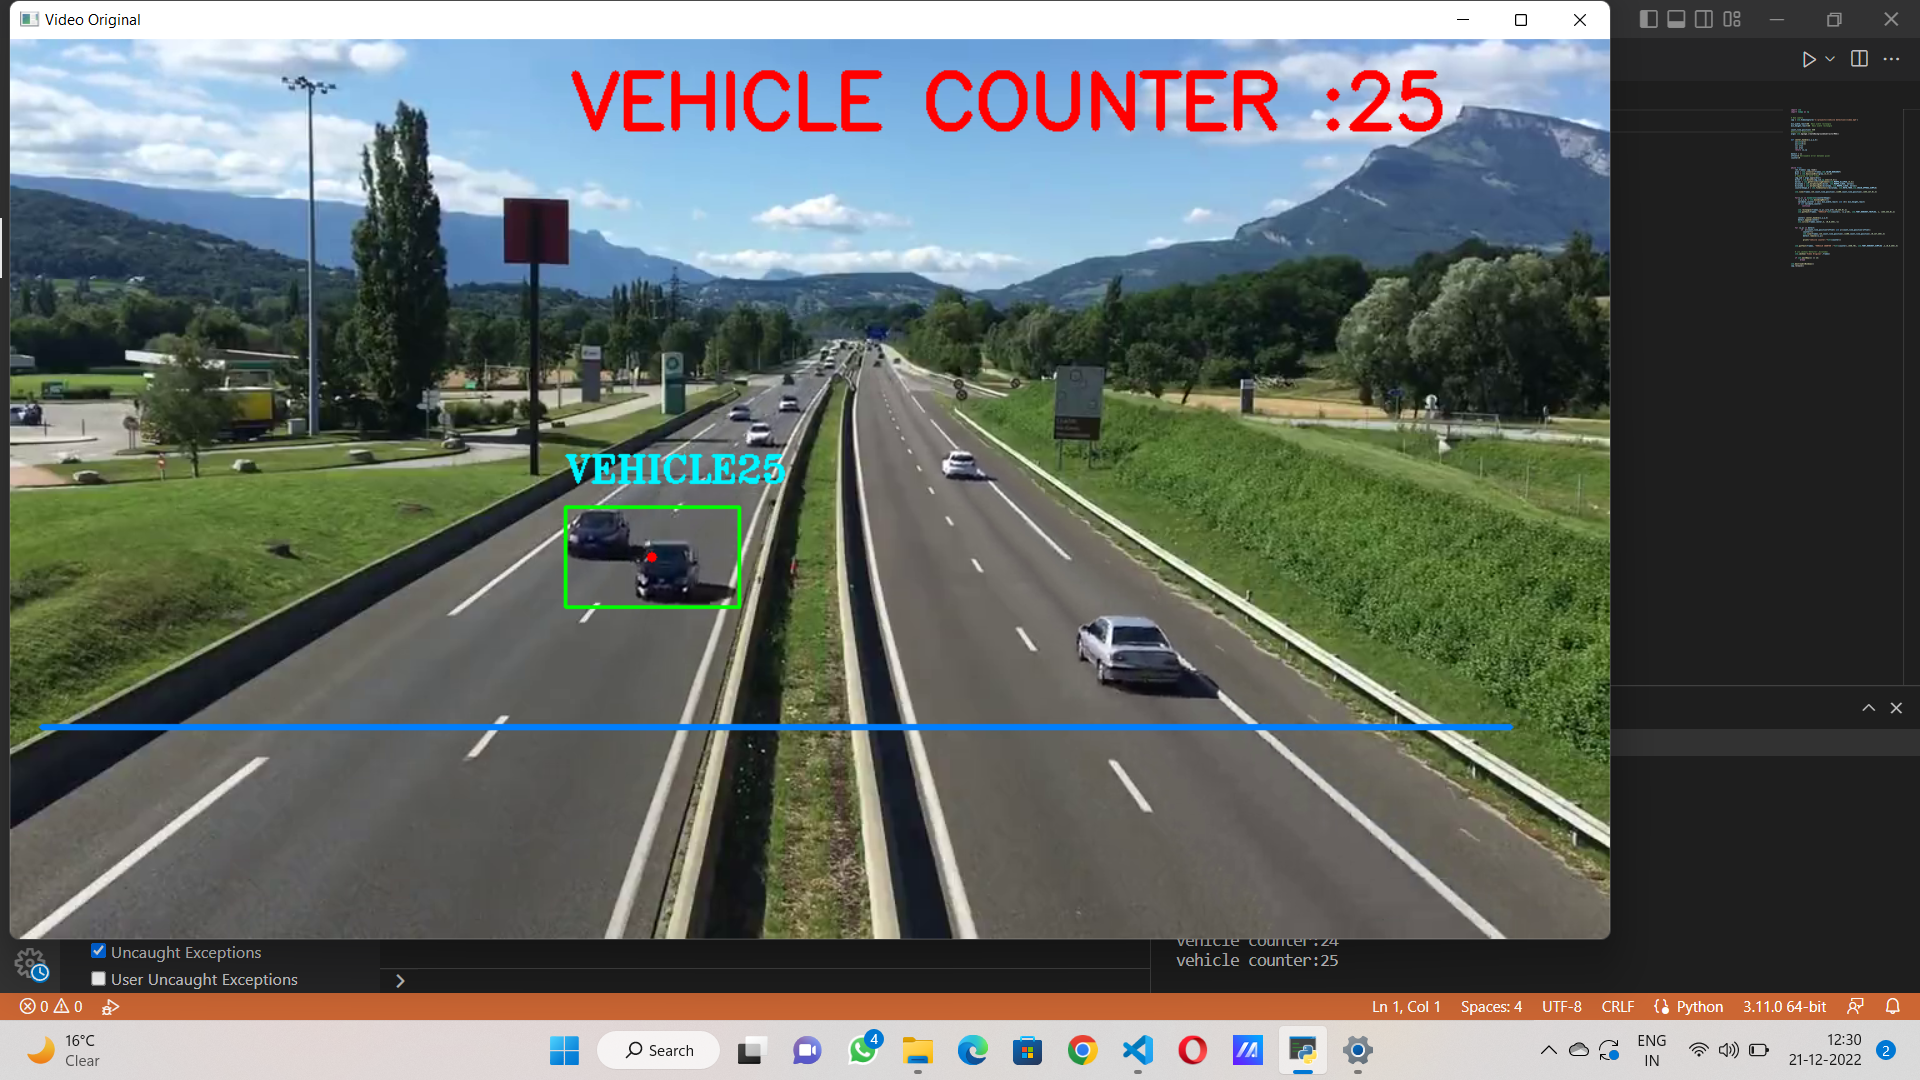 Video Original
VEHICLE COUNTER :25
VEHICLE25
Uncaught Exceptions
User Uncaught Exceptions
vehicle counter:24
vehicle counter:25
0 0
Ln 1, Col 1 Spaces: 4 UTF-8 CRLF Python 3.11.0 64-bit
16°C
Clear
Search
4
ENG
IN
12:30
21-12-2022
2